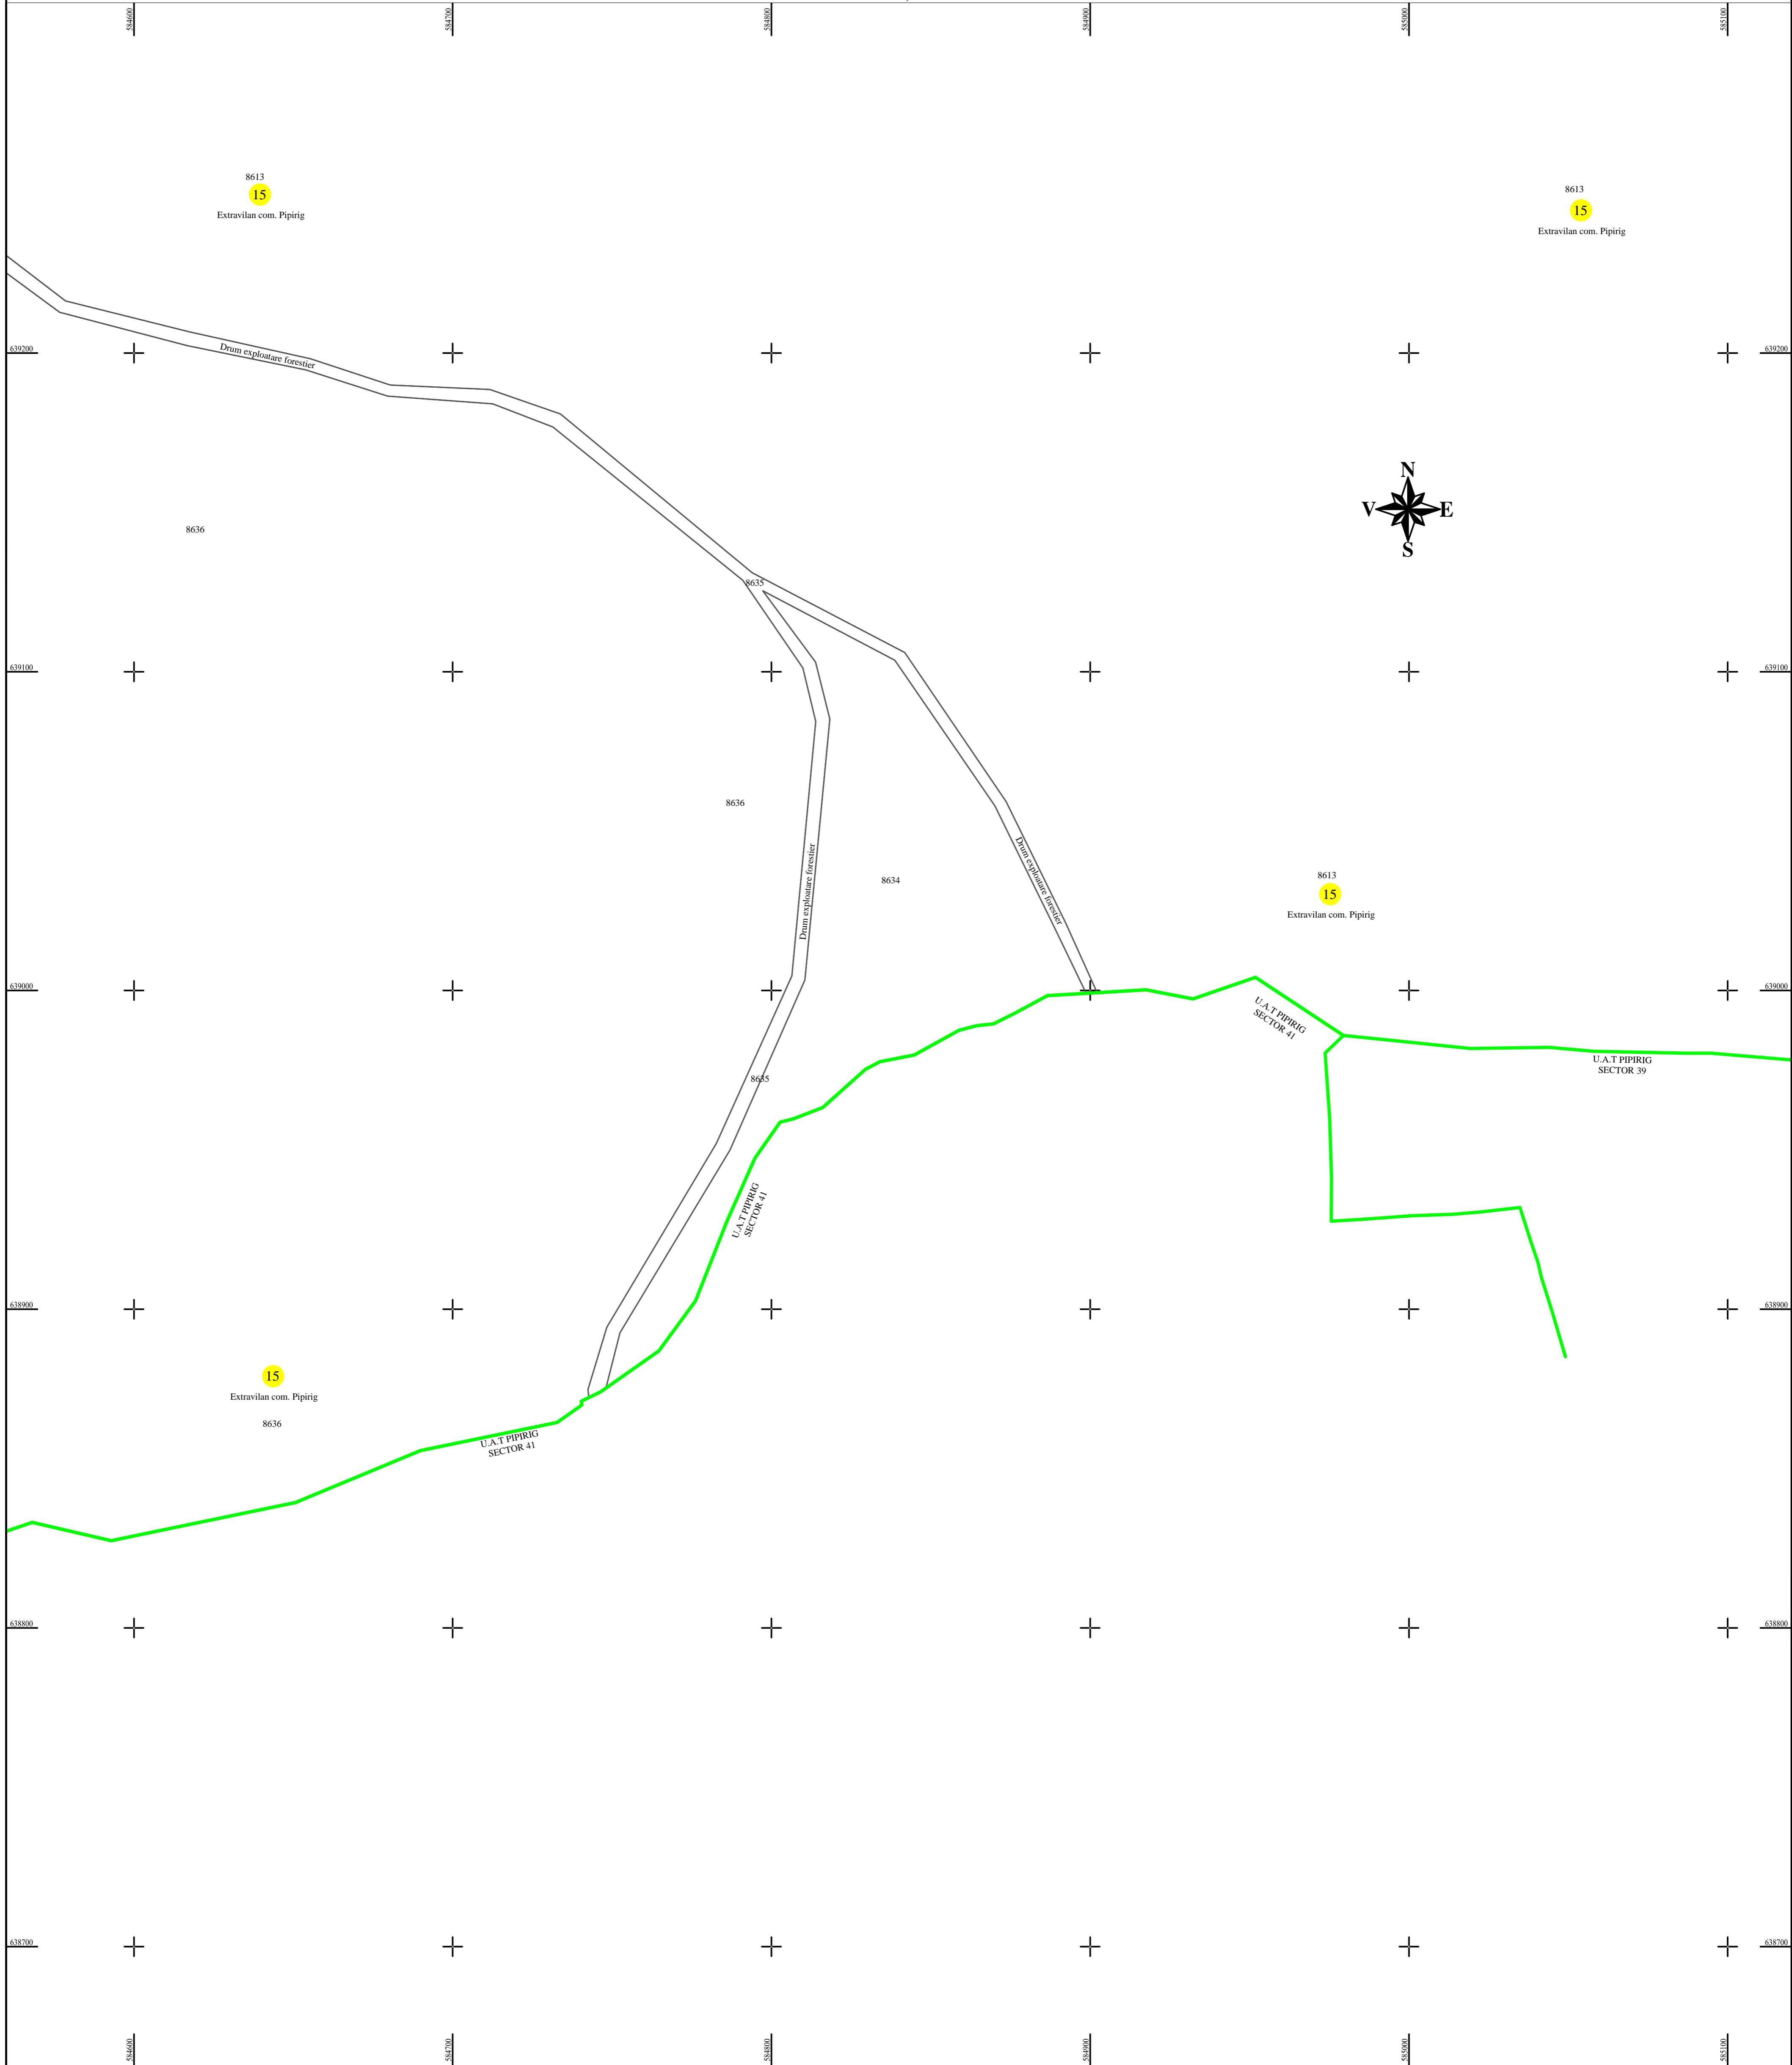 584600
584700
584800
584900
585000
585100
8613
15
Extravilan com. Pipirig
8613
15
Extravilan com. Pipirig
639200
Drum exploatare forestier
639200
N
V E
S
8636
8635
639100
639100
8636
Drum exploatare forestier
Drum exploatare forestier
8634
8613
15
Extravilan com. Pipirig
639000
639000
U.A.T PIPIRIG
SECTOR 41
U.A.T PIPIRIG
SECTOR 39
8635
U.A.T PIPIRIG
SECTOR 41
638900
638900
15
Extravilan com. Pipirig
8636
U.A.T PIPIRIG
SECTOR 41
638800
638800
638700
638700
584600
584700
584800
584900
585000
585100